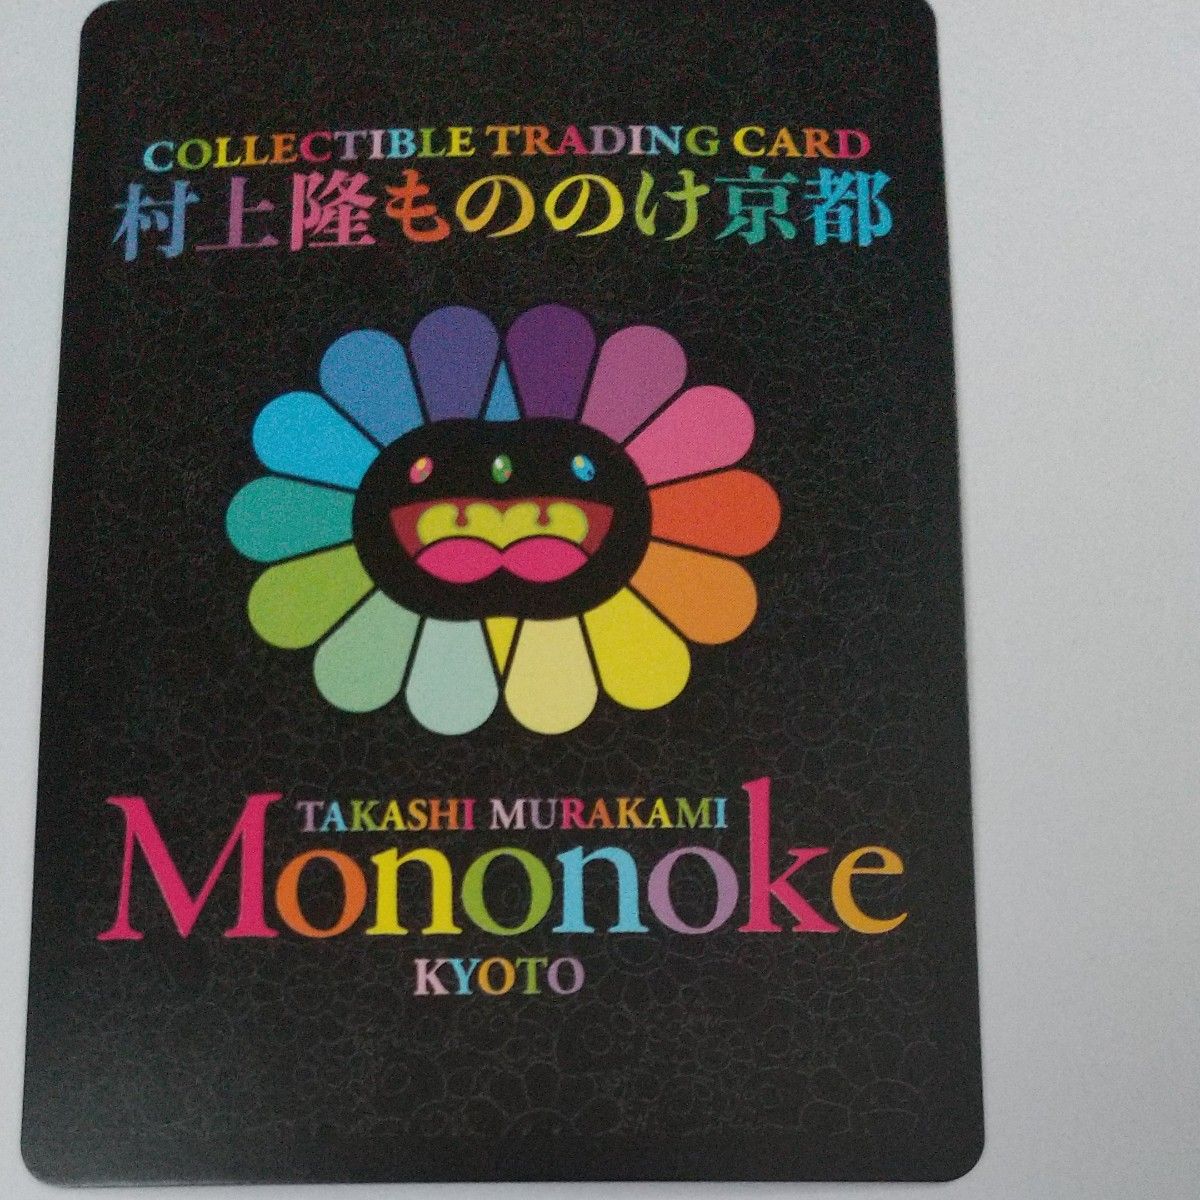 COLLECTIBLE TRADING CARD
村上隆もののけ京都
TAKASHI MURAKAMI
Mononoke
KYOTO